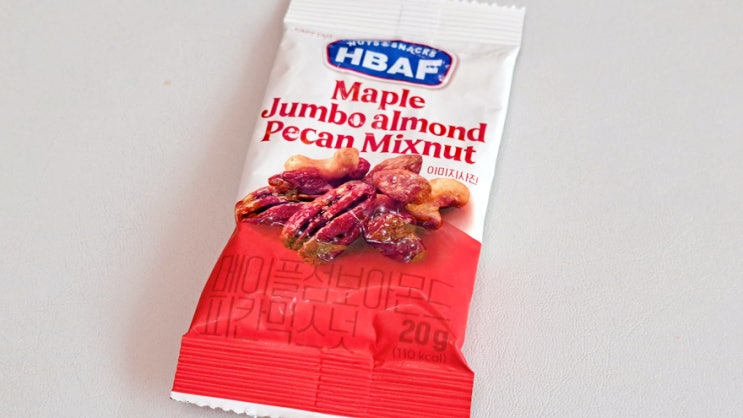 NUTS & SNACKS
HBAF
Maple
Jumbo almond
Pecan Mixnut
이미지사진
메이플점보아몬드
피칸믹스넛
20g
(110 kcal)